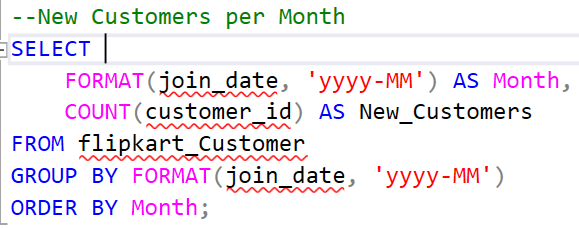 --New Customers per Month
SELECT
FORMAT(join_date, 'yyyy-MM') AS Month,
COUNT(customer_id) AS New_Customers
FROM flipkart_Customer
GROUP BY FORMAT(join_date, 'yyyy-MM')
ORDER BY Month;